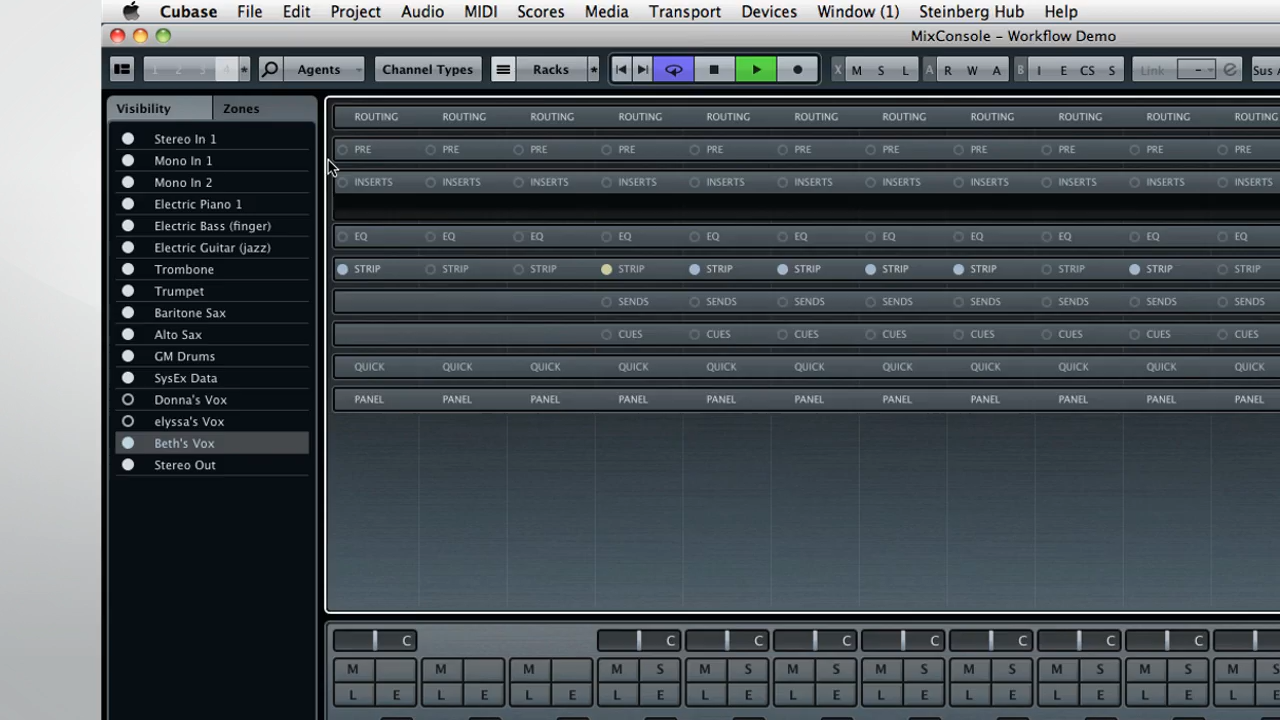 Cubase File Edit Project Audio MIDI Scores Media Transport Devices Window (1) Steinberg Hub Help
MixConsole - Workflow Demo
1 2 3 4 * Agents Channel Types Racks * X M S L A R W A B I E CS S Link - Sus A
Visibility Zones
Stereo In 1
Mono In 1
Mono In 2
Electric Piano 1
Electric Bass (finger)
Electric Guitar (jazz)
Trombone
Trumpet
Baritone Sax
Alto Sax
GM Drums
SysEx Data
Donna's Vox
elyssa's Vox
Beth's Vox
Stereo Out
ROUTING ROUTING ROUTING ROUTING ROUTING ROUTING ROUTING ROUTING ROUTING ROUTING ROUTING
PRE PRE PRE PRE PRE PRE PRE PRE PRE PRE PRE
INSERTS INSERTS INSERTS INSERTS INSERTS INSERTS INSERTS INSERTS INSERTS INSERTS INSERTS
EQ EQ EQ EQ EQ EQ EQ EQ EQ EQ EQ
STRIP STRIP STRIP STRIP STRIP STRIP STRIP STRIP STRIP STRIP STRIP
SENDS SENDS SENDS SENDS SENDS SENDS SENDS SENDS
CUES CUES CUES CUES CUES CUES CUES CUES
QUICK QUICK QUICK QUICK QUICK QUICK QUICK QUICK QUICK QUICK QUICK
PANEL PANEL PANEL PANEL PANEL PANEL PANEL PANEL PANEL PANEL PANEL
C C C C C C C C
M M M M S M S M S M S M S M S M S M S
L E L E L E L E L E L E L E L E L E L E L E